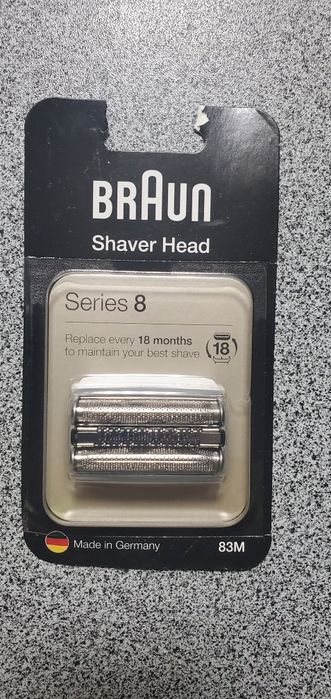 BRAUN
Shaver Head
Series 8
Replace every 18 months
to maintain your best shave
18
Made in Germany
83M